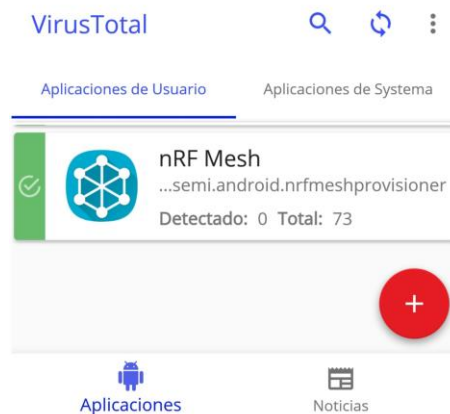 VirusTotal
Aplicaciones de Usuario
Aplicaciones de Systema
nRF Mesh
...semi.android.nrfmeshprovisioner
Detectado: 0 Total: 73
Aplicaciones
Noticias